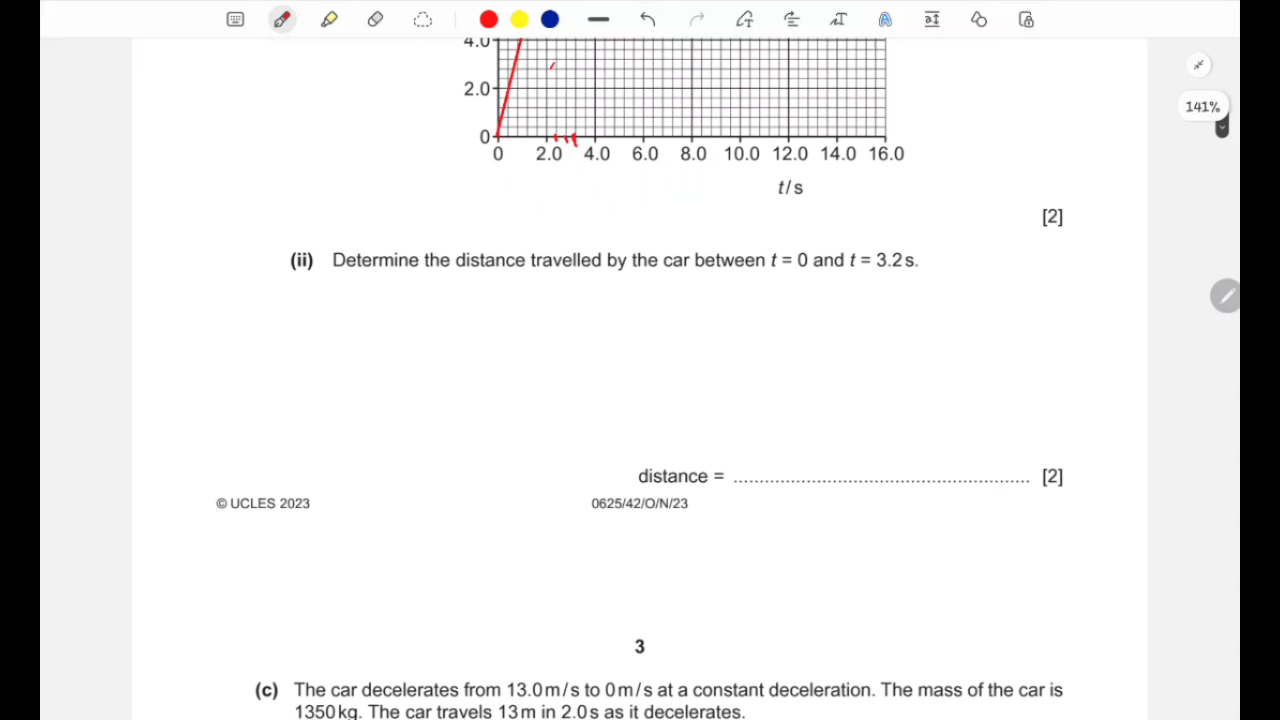 141%
4.0
2.0
0
0 2.0 4.0 6.0 8.0 10.0 12.0 14.0 16.0
t/s
[2]
(ii) Determine the distance travelled by the car between t = 0 and t = 3.2 s.
distance = ........................................................ [2]
© UCLES 2023 0625/42/O/N/23
3
(c) The car decelerates from 13.0 m/s to 0 m/s at a constant deceleration. The mass of the car is
1350 kg. The car travels 13 m in 2.0 s as it decelerates.